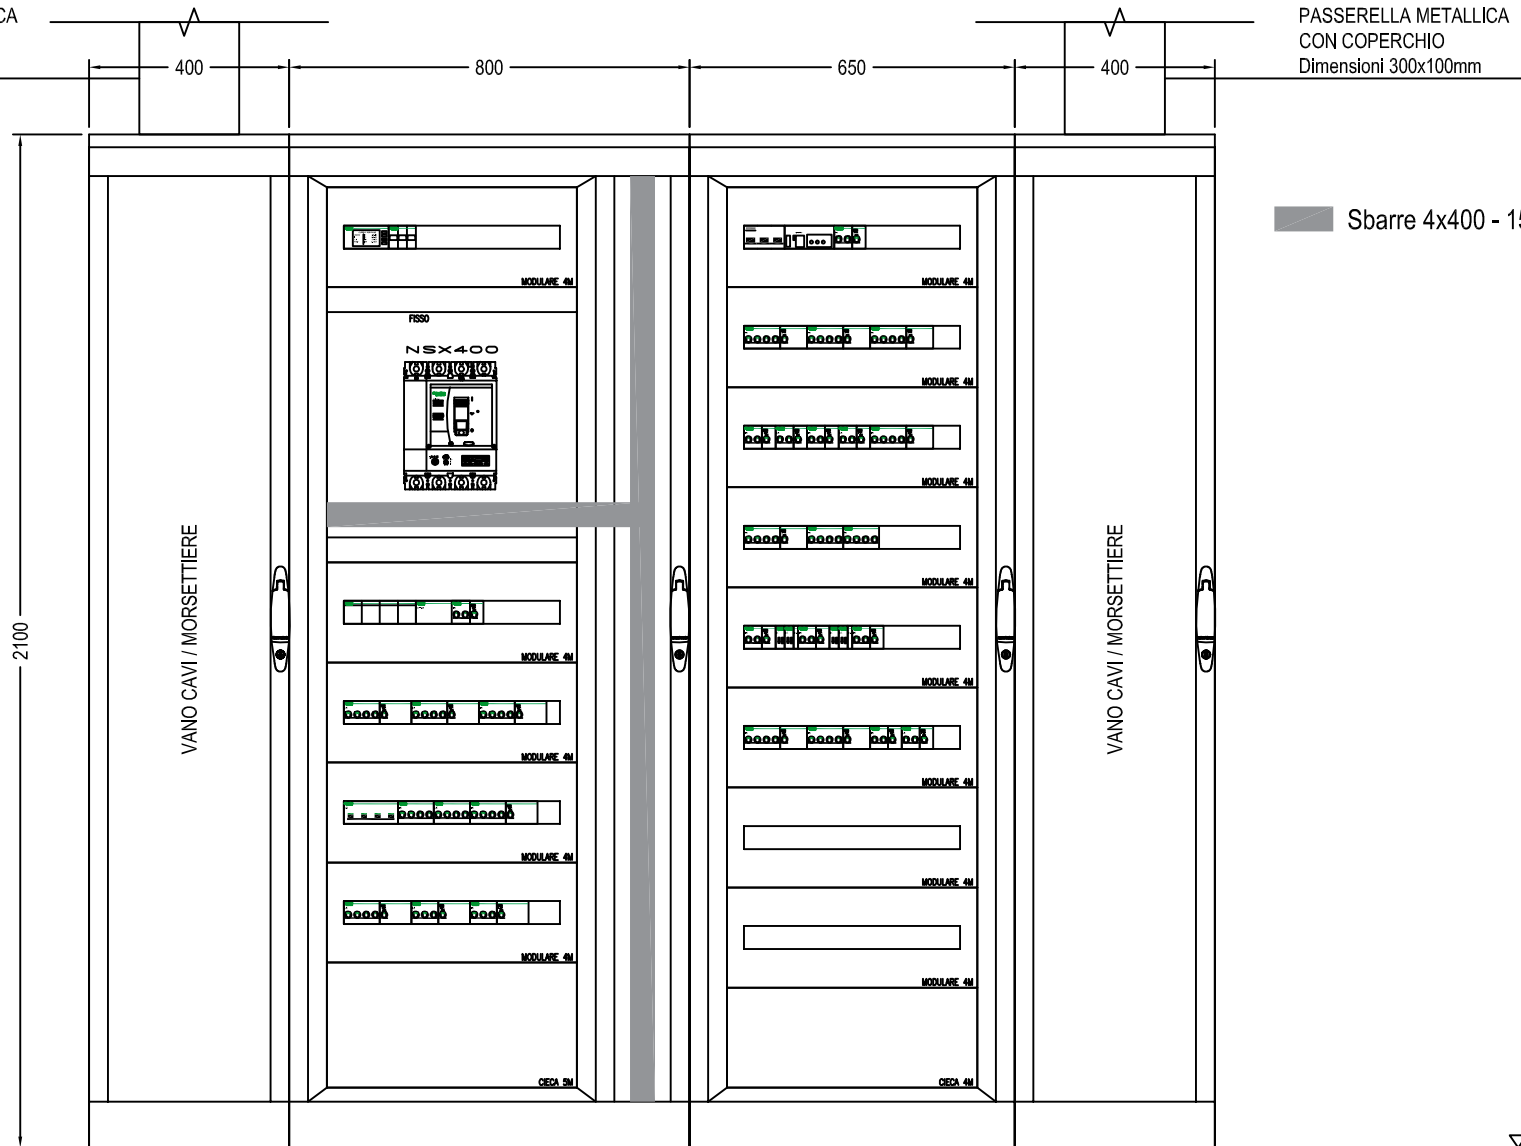 CA
PASSERELLA METALLICA
CON COPERCHIO
Dimensioni 300x100mm
400
800
650
400
Sbarre 4x400 - 15
MODULARE 4M
MODULARE 4M
FISSO
NSX400
MODULARE 4M
MODULARE 4M
MODULARE 4M
VANO CAVI / MORSETTIERE
VANO CAVI / MORSETTIERE
2100
MODULARE 4M
MODULARE 4M
MODULARE 4M
MODULARE 4M
MODULARE 4M
MODULARE 4M
MODULARE 4M
MODULARE 4M
CIECA 5M
CIECA 4M